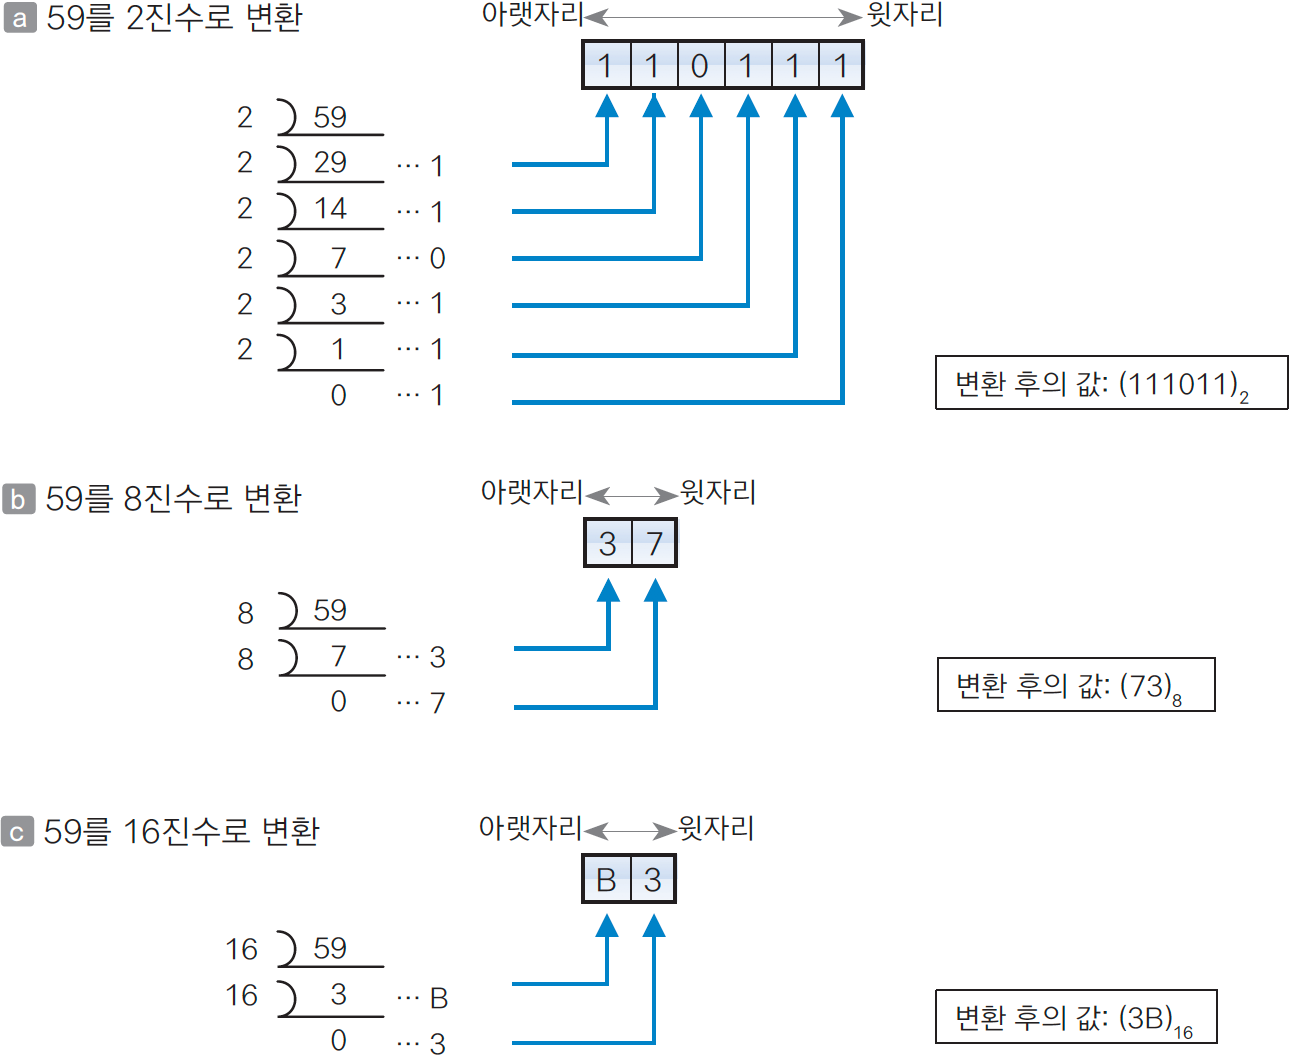 a 59를 2진수로 변환
아랫자리 윗자리
1 1 0 1 1 1
2 59
2 29 … 1
2 14 … 1
2 7 … 0
2 3 … 1
2 1 … 1
0 … 1
변환 후의 값: (111011)2
b 59를 8진수로 변환
아랫자리 윗자리
3 7
8 59
8 7 … 3
0 … 7
변환 후의 값: (73)8
c 59를 16진수로 변환
아랫자리 윗자리
B 3
16 59
16 3 … B
0 … 3
변환 후의 값: (3B)16